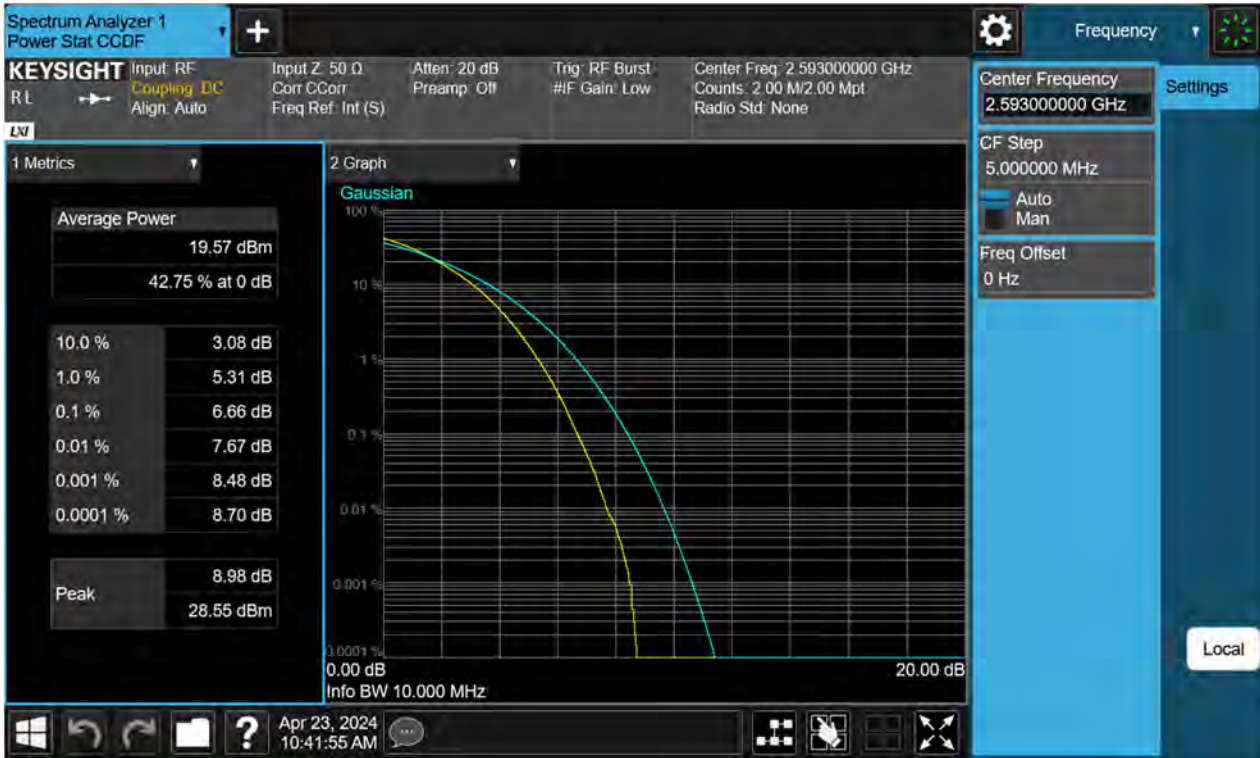 Spectrum Analyzer 1
Power Stat CCDF
+
Frequency
KEYSIGHT
R L
LXI
Input: RF
Coupling: DC
Align: Auto
Input Z: 50 Ω
Corr CCorr
Freq Ref: Int (S)
Atten: 20 dB
Preamp: Off
Trig: RF Burst
#IF Gain: Low
Center Freq: 2.593000000 GHz
Counts: 2.00 M/2.00 Mpt
Radio Std: None
Center Frequency
2.593000000 GHz
Settings
CF Step
5.000000 MHz
Auto
Man
Freq Offset
0 Hz
Local
1 Metrics
Average Power
19.57 dBm
42.75 % at 0 dB
10.0 % 3.08 dB
1.0 % 5.31 dB
0.1 % 6.66 dB
0.01 % 7.67 dB
0.001 % 8.48 dB
0.0001 % 8.70 dB
Peak 8.98 dB
28.55 dBm
2 Graph
Gaussian
100 %
10 %
1 %
0.1 %
0.01 %
0.001 %
0.0001 %
0.00 dB 20.00 dB
Info BW 10.000 MHz
?
Apr 23, 2024
10:41:55 AM